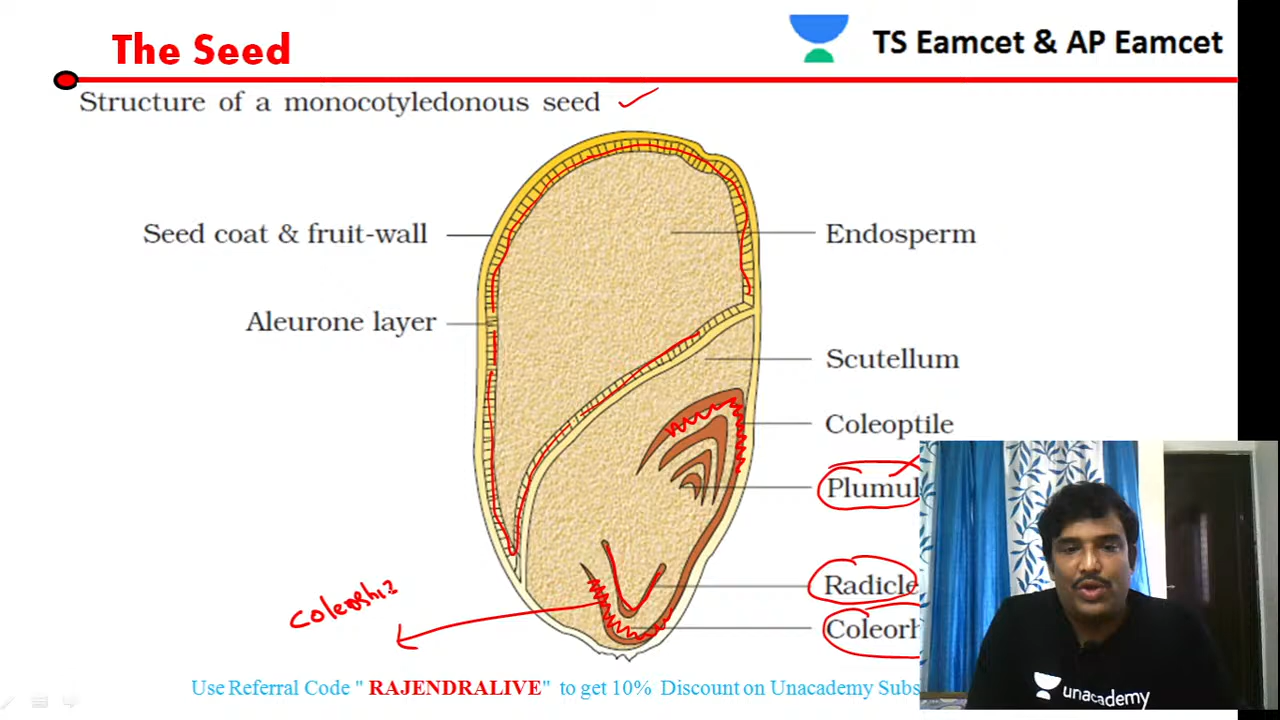 The Seed
TS Eamcet & AP Eamcet
Structure of a monocotyledonous seed
Seed coat & fruit-wall
Endosperm
Aleurone layer
Scutellum
Coleoptile
Plumul
Radicle
Coleorh
Use Referral Code " RAJENDRALIVE" to get 10% Discount on Unacademy Subs
unacademy